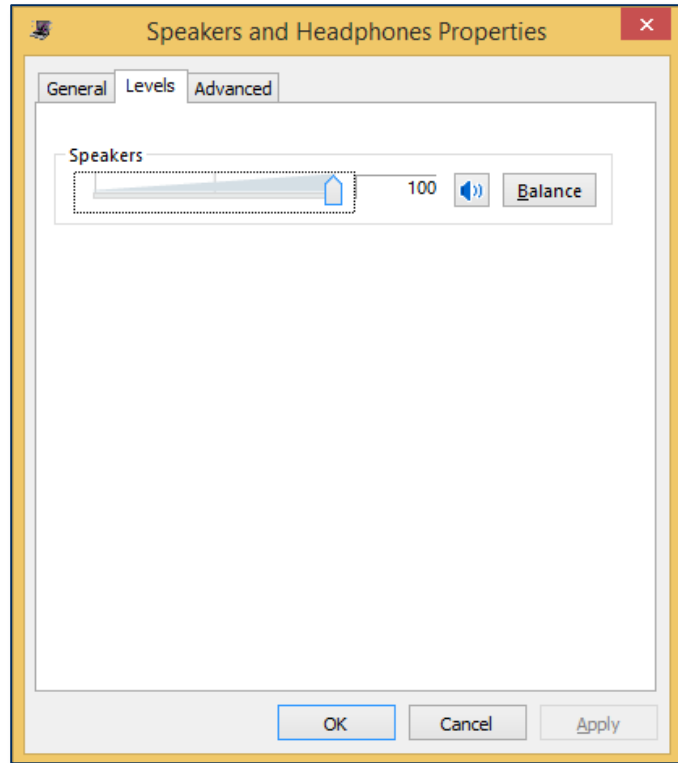 Speakers and Headphones Properties
General Levels Advanced
Speakers
100 Balance
OK Cancel Apply